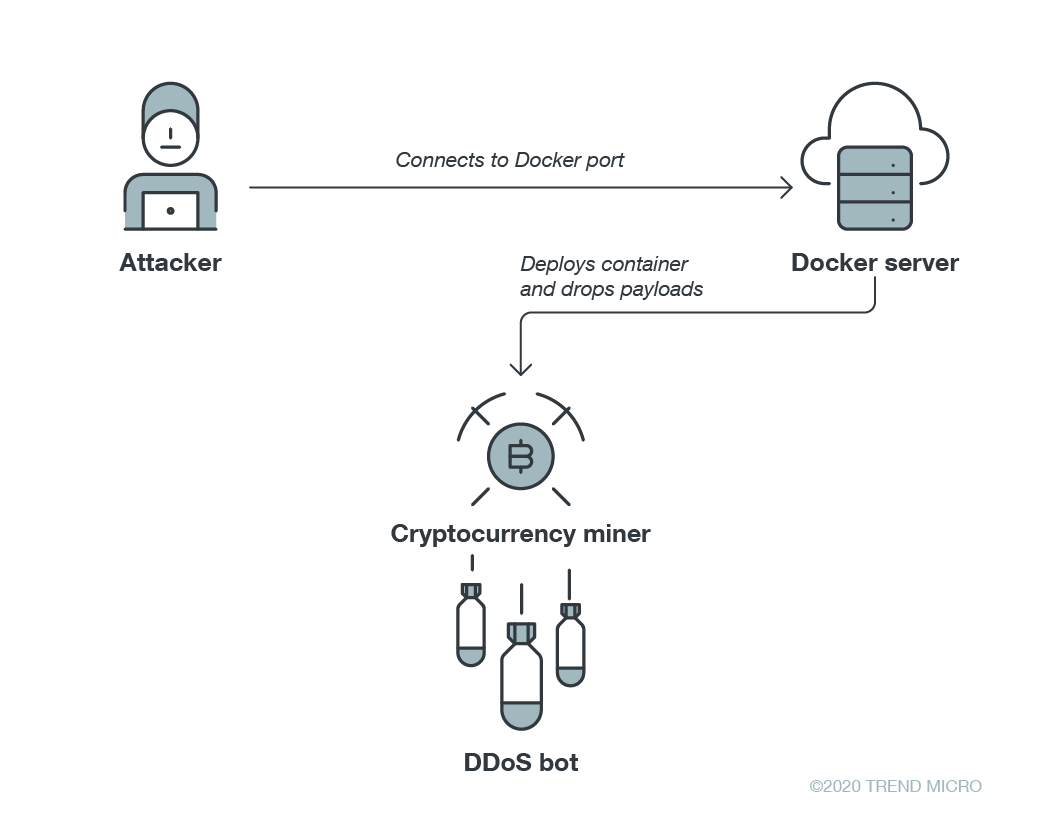 Connects to Docker port
Attacker
Docker server
Deploys container
and drops payloads
Cryptocurrency miner
DDoS bot
©2020 TREND MICRO